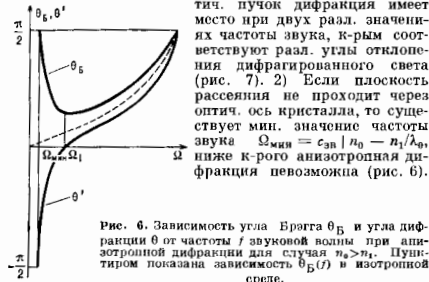 π
2
θБ, θ'
θБ
0
Ωмин Ω1
Ω
θ'
-π
2
тич. пучок дифракция имеет
место при двух разл. значени-
ях частоты звука, к-рым соот-
ветствуют разл. углы отклоне-
ния дифрагированного света
(рис. 7). 2) Если плоскость
рассеяния не проходит через
оптич. ось кристалла, то суще-
ствует мин. значение частоты
звука Ωмин = cзв | n0 − n1/λ0,
ниже к-рого анизотропная ди-
фракция невозможна (рис. 6).
Рис. 6. Зависимость угла Брэгга θБ и угла диф-
ракции θ от частоты f звуковой волны при ани-
зотропной дифракции для случая n0>n1. Пунк-
тиром показана зависимость θБ(f) в изотропной
среде.